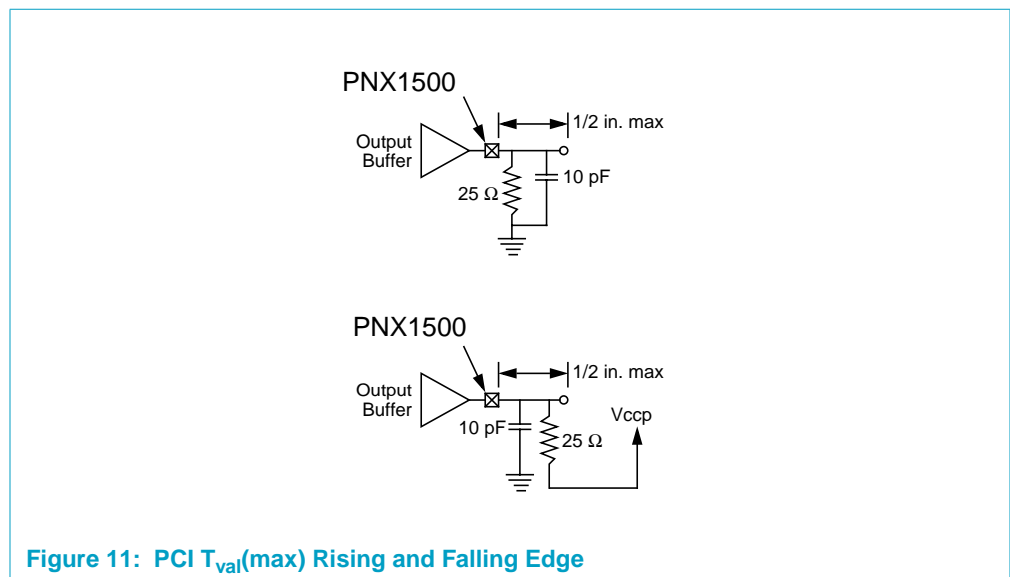 PNX1500
1/2 in. max
Output
Buffer
10 pF
25 Ω
PNX1500
1/2 in. max
Output
Buffer
Vccp
10 pF
25 Ω
Figure 11: PCI Tval(max) Rising and Falling Edge